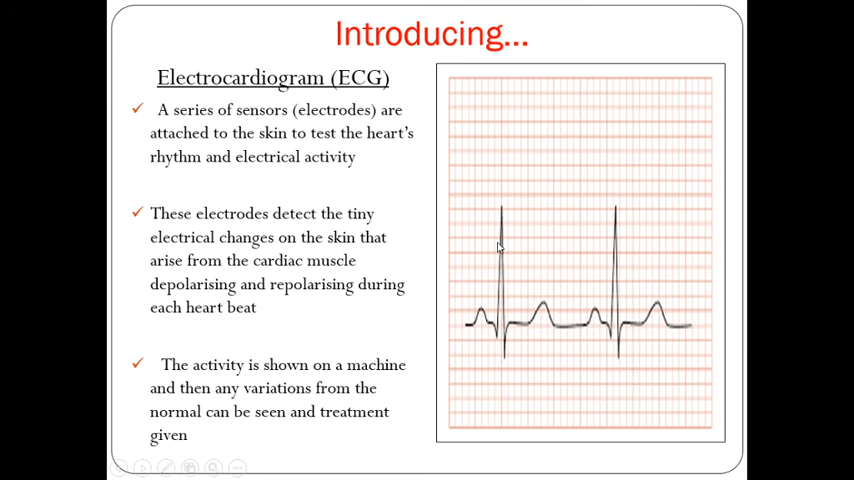 Introducing...
Electrocardiogram (ECG)
A series of sensors (electrodes) are
attached to the skin to test the heart's
rhythm and electrical activity
These electrodes detect the tiny
electrical changes on the skin that
arise from the cardiac muscle
depolarising and repolarising during
each heart beat
The activity is shown on a machine
and then any variations from the
normal can be seen and treatment
given